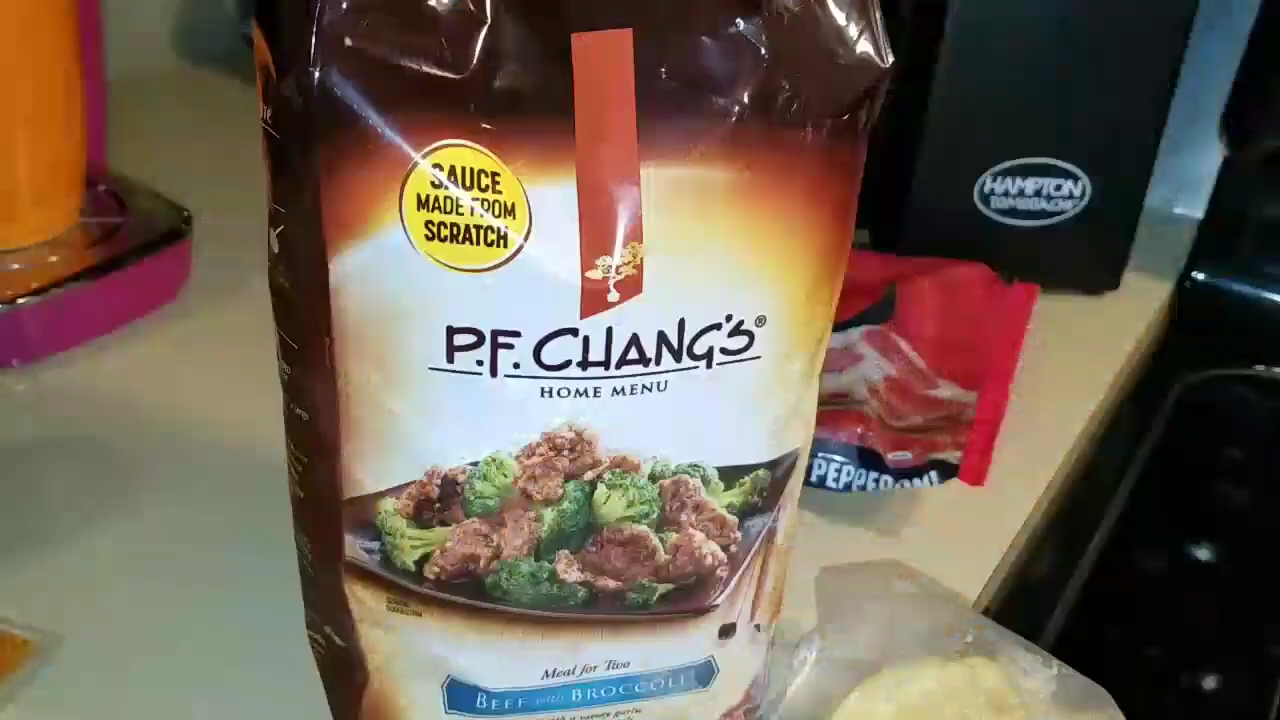 SAUCE
MADE FROM
SCRATCH
P.F. CHANG'S®
HOME MENU
Meal for Two
BEEF with BROCCOLI
HAMPTON
PEPPERONI